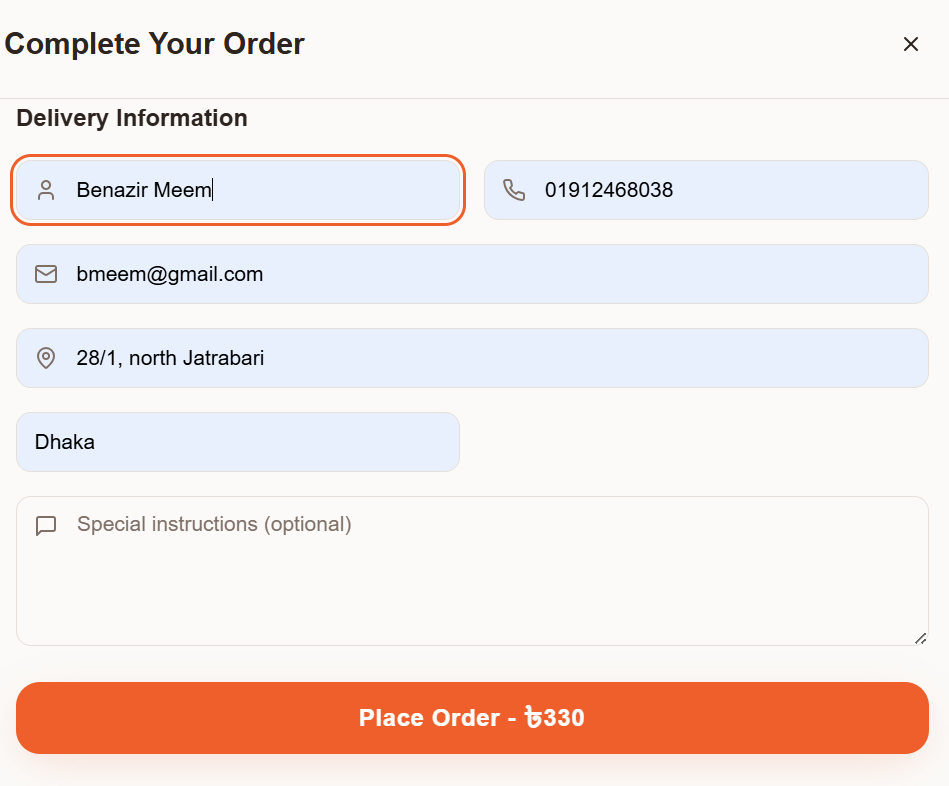 Complete Your Order
Delivery Information
Benazir Meem
01912468038
bmeem@gmail.com
28/1, north Jatrabari
Dhaka
Special instructions (optional)
Place Order - ৳330